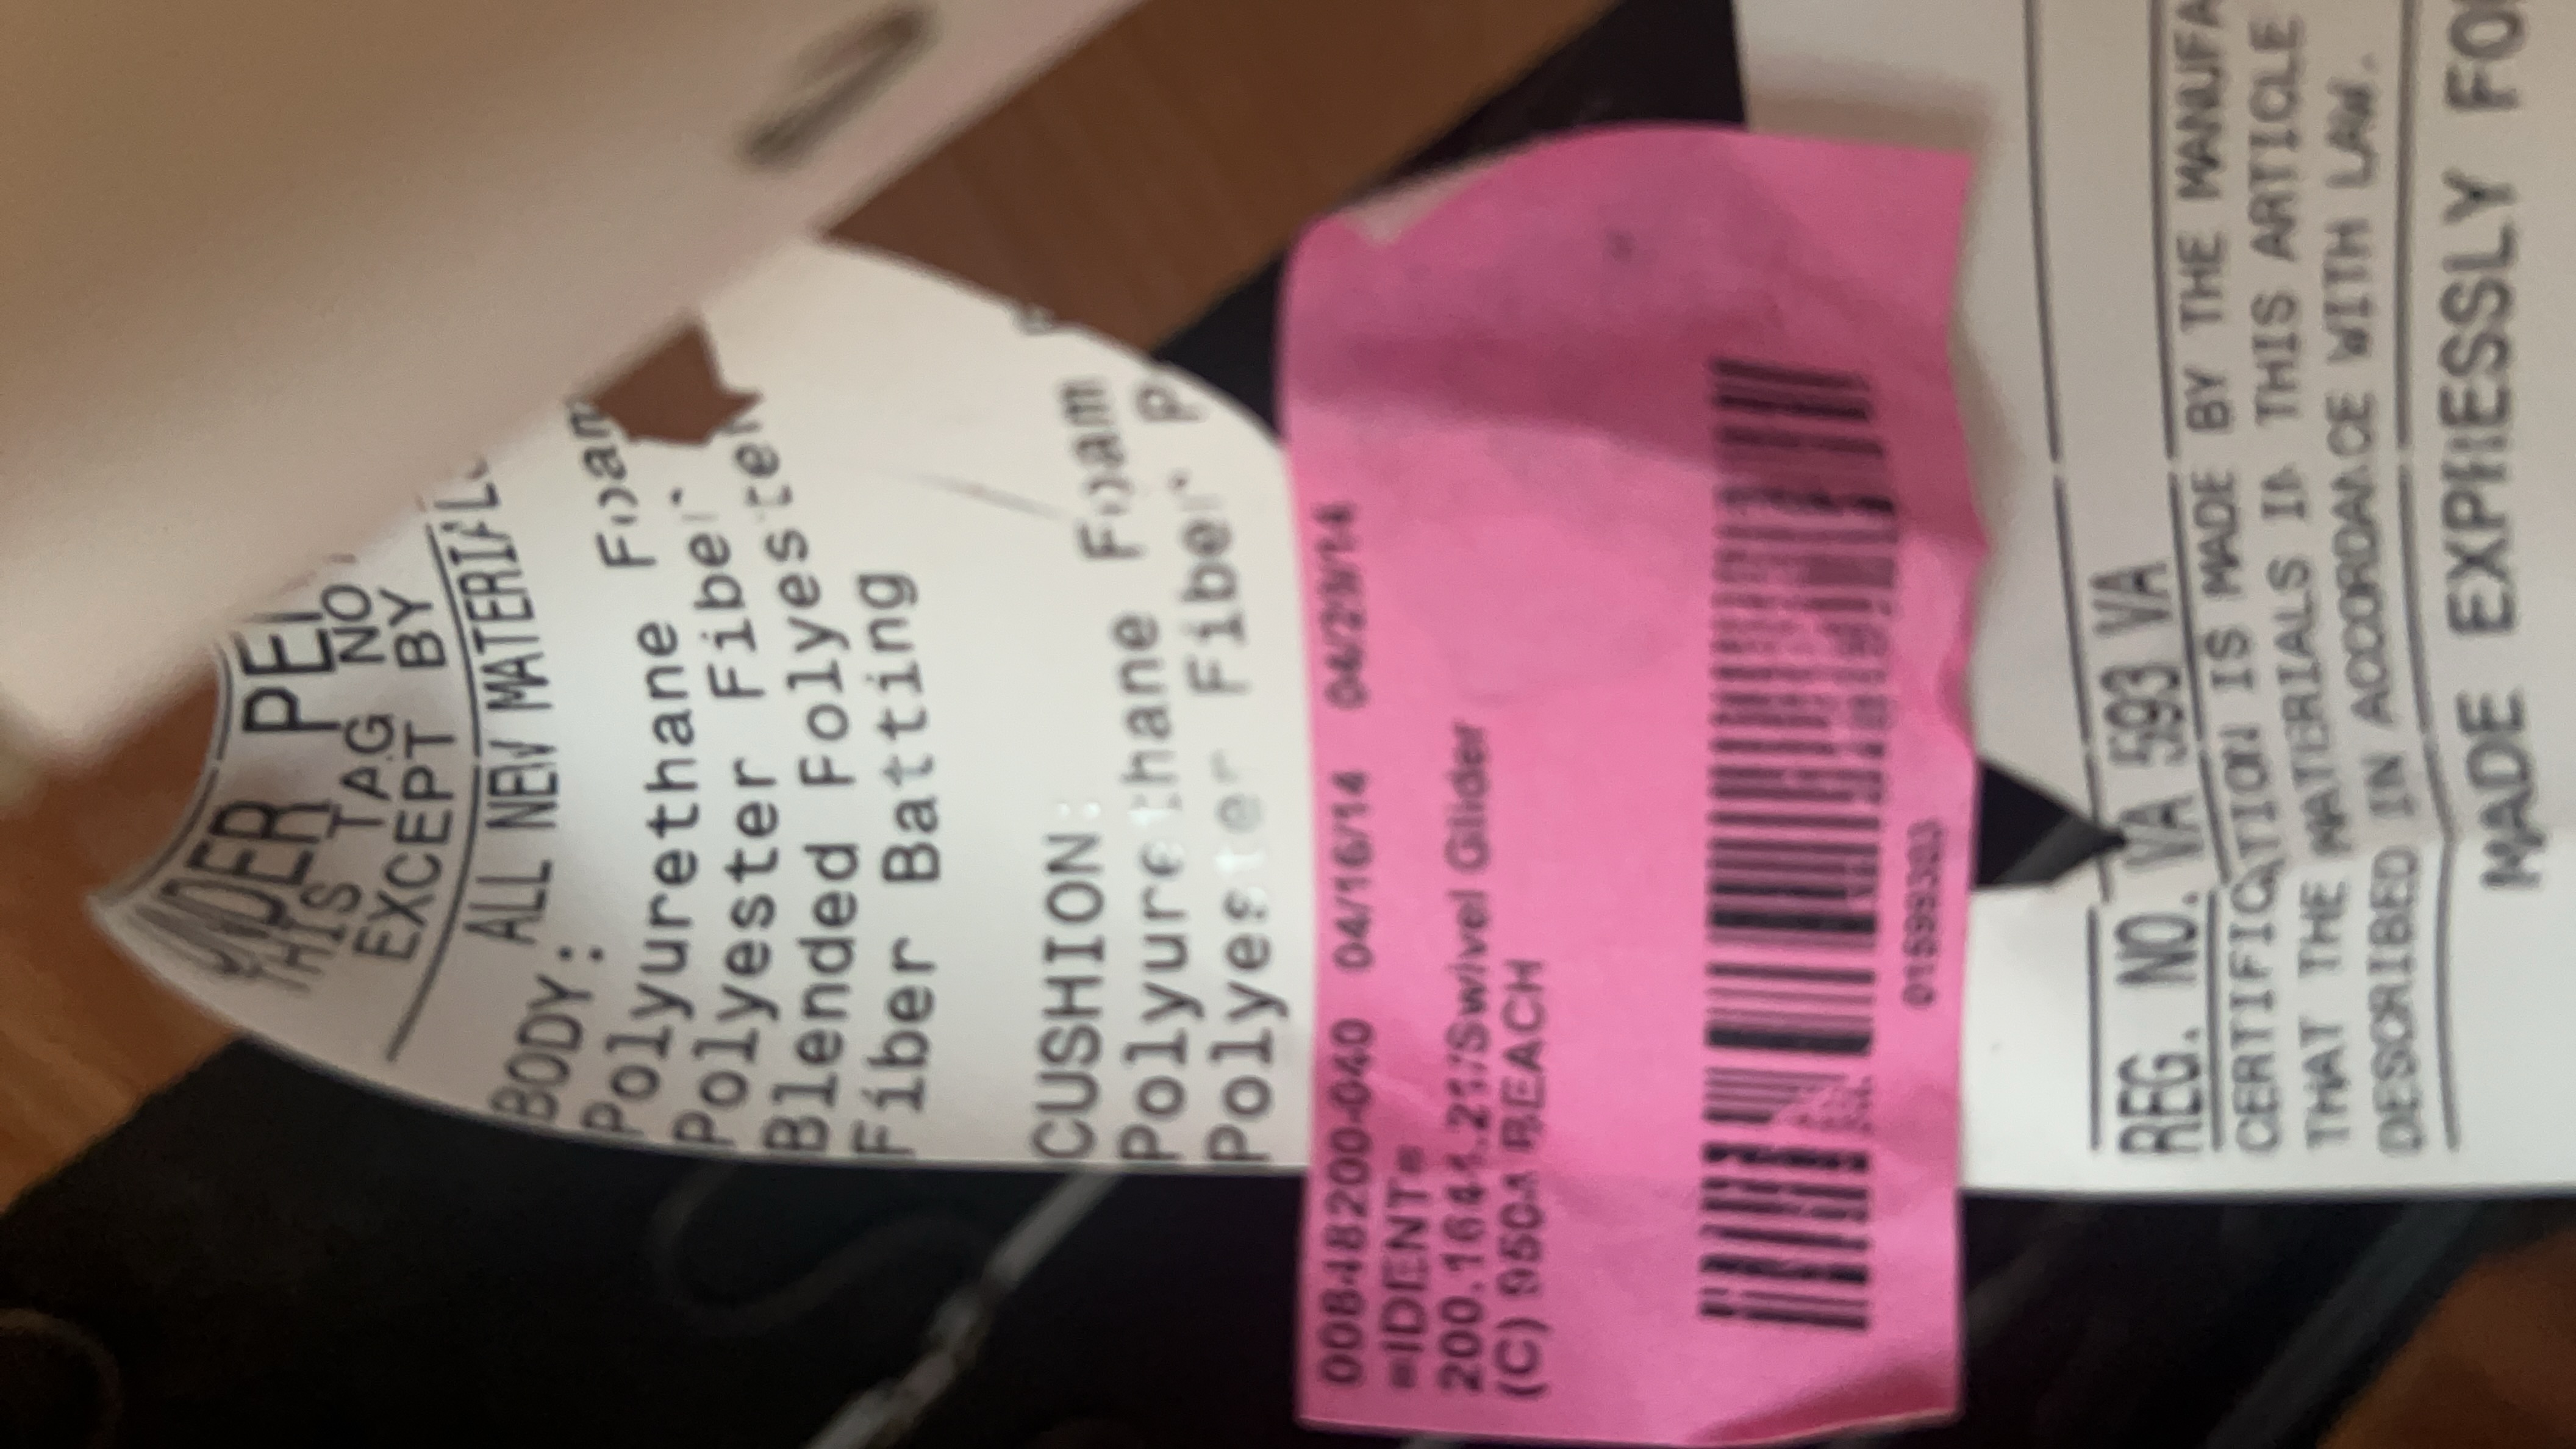 UNDER PE
THIS TAG NO
EXCEPT BY
ALL NEW MATERIALS
BODY:
Polyurethane Foam
Polyester Fiber
Blended Polyester
Fiber Batting
CUSHION:
Polyurethane Foam
Polyester Fiber P
04/16/14
=IDENT=
Swivel Glider
(C) BEACH
REG. NO. VA 593 VA
CERTIFICATION IS MADE BY THE MANUFA
THAT THE MATERIALS IN THIS ARTICLE
DESCRIBED IN ACCORDANCE WITH LAW.
MADE EXPRESSLY FO